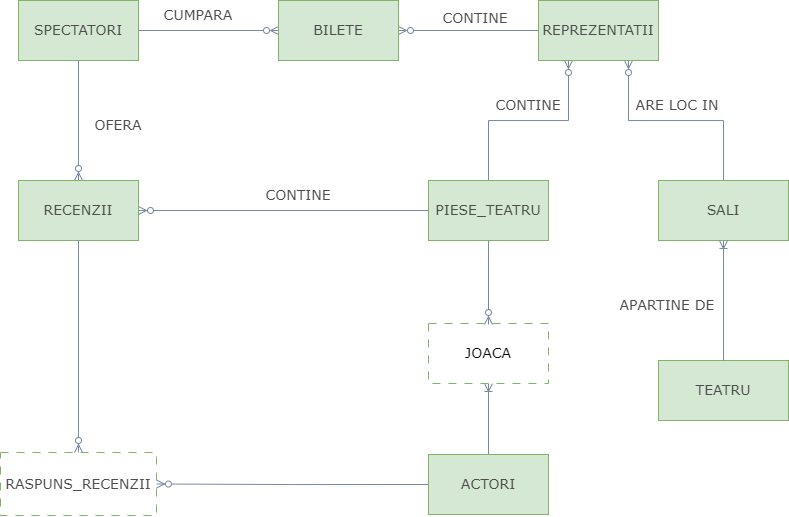 SPECTATORI
CUMPARA
BILETE
CONTINE
REPREZENTATII
OFERA
CONTINE
ARE LOC IN
RECENZII
CONTINE
PIESE_TEATRU
SALI
APARTINE DE
JOACA
TEATRU
RASPUNS_RECENZII
ACTORI